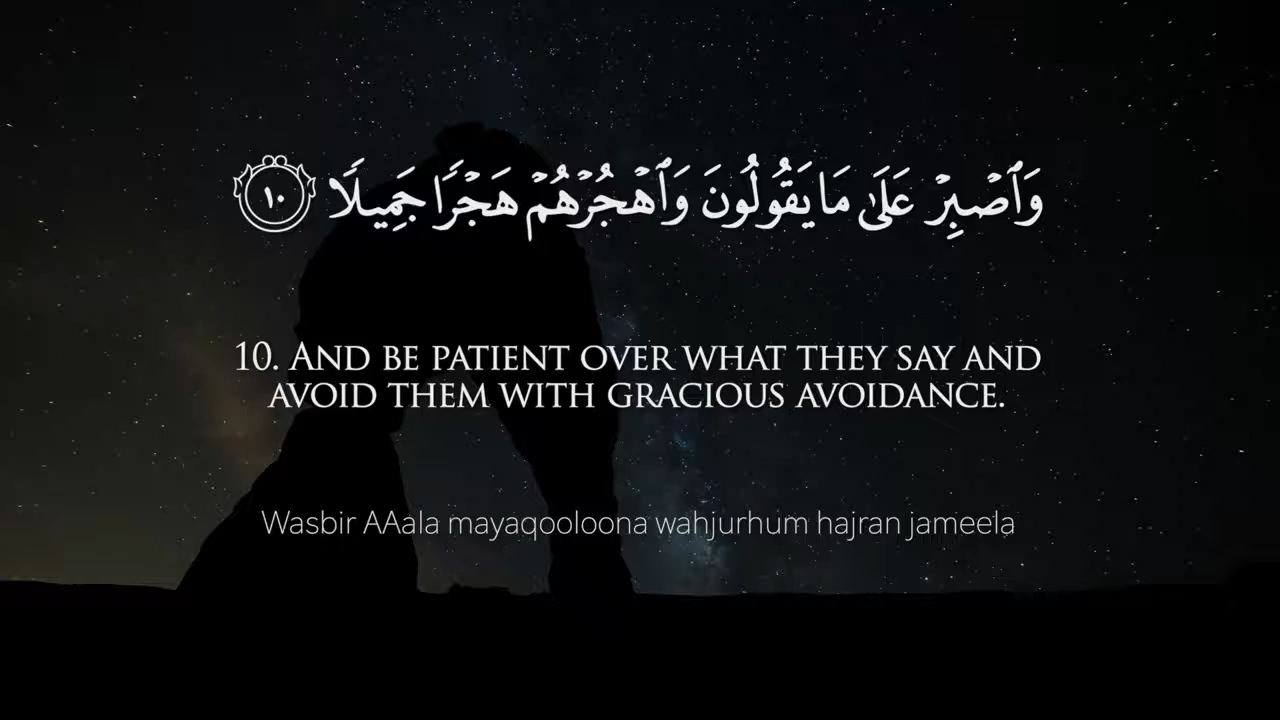 وَٱصْبِرْ عَلَىٰ مَا يَقُولُونَ وَٱهْجُرْهُمْ هَجْرًا جَمِيلًا ١٠
10. AND BE PATIENT OVER WHAT THEY SAY AND
AVOID THEM WITH GRACIOUS AVOIDANCE.
Wasbir AAala mayaqooloona wahjurhum hajran jameela